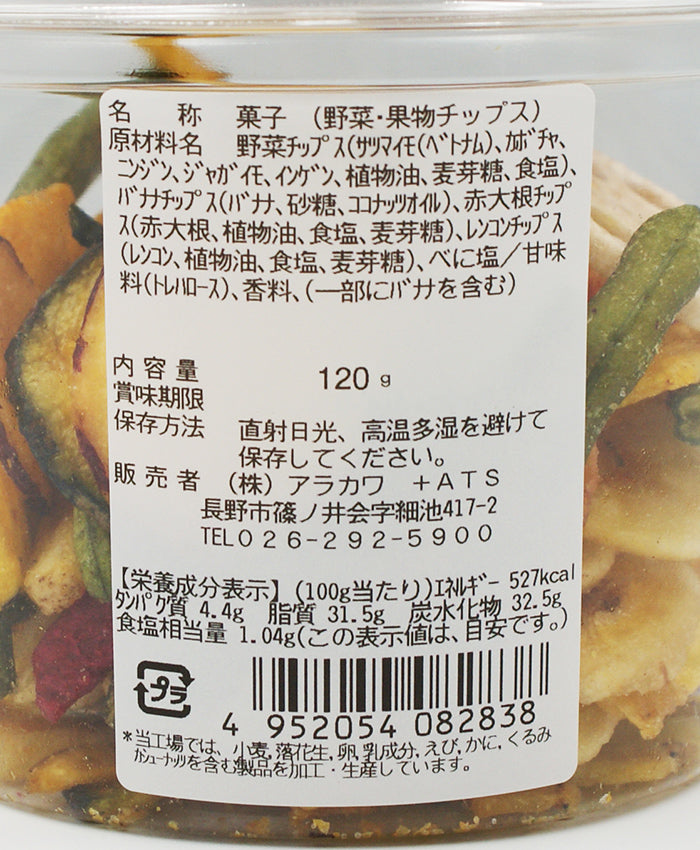 名 称 菓子 （野菜・果物チップス）
原材料名 野菜チップス(サツマイモ(ベトナム)、カボチャ、
ニンジン、ジャガイモ、インゲン、植物油、麦芽糖、食塩)、
バナナチップス(バナナ、砂糖、ココナッツオイル)、赤大根チップ
ス(赤大根、植物油、食塩、麦芽糖)、レンコンチップス
(レンコン、植物油、食塩、麦芽糖)、べに塩／甘味
料(トレハロース)、香料、(一部にバナナを含む)
内容量 120g
賞味期限
保存方法 直射日光、高温多湿を避けて
保存してください。
販売者 （株）アラカワ +ATS
長野市篠ノ井会字細池417-2
TEL026-292-5900
【栄養成分表示】(100g当たり)エネルギー 527kcal
タンパク質 4.4g 脂質 31.5g 炭水化物 32.5g
食塩相当量 1.04g(この表示値は、目安です。)
プラ
4 952054 082838
*当工場では、小麦,落花生,卵,乳成分,えび,かに,くるみ
カシューナッツを含む製品を加工・生産しています。